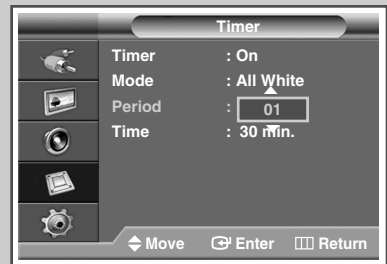 Timer
Timer : On
Mode : All White
Period : 01
Time : 30 min.
Move Enter Return